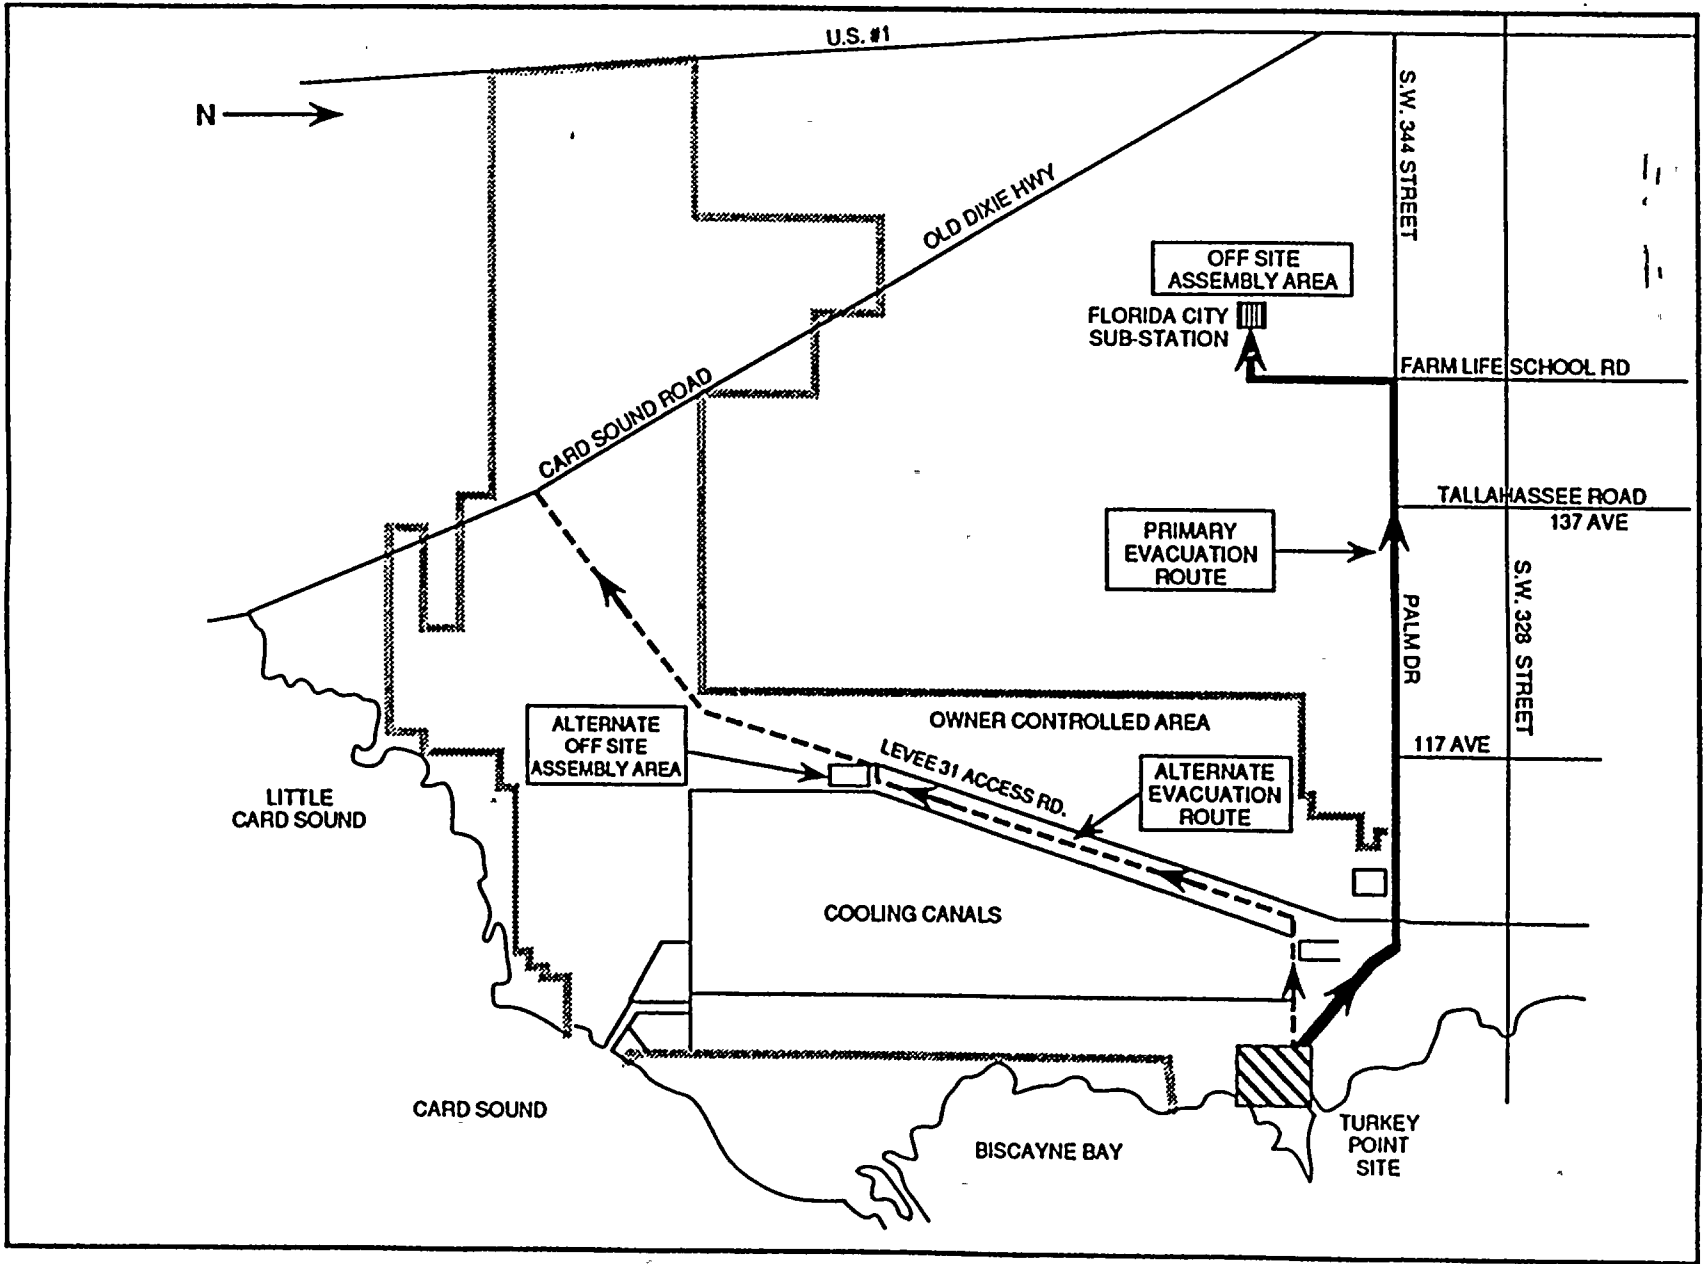 U.S. #1
N
S.W. 344 STREET
OLD DIXIE HWY
OFF SITE
ASSEMBLY AREA
FLORIDA CITY
SUB-STATION
FARM LIFE SCHOOL RD
CARD SOUND ROAD
TALLAHASSEE ROAD
137 AVE
PRIMARY
EVACUATION
ROUTE
S.W. 328 STREET
PALM DR
OWNER CONTROLLED AREA
ALTERNATE
OFF SITE
ASSEMBLY AREA
117 AVE
LEVEE 31 ACCESS RD.
ALTERNATE
EVACUATION
ROUTE
LITTLE
CARD SOUND
COOLING CANALS
CARD SOUND
BISCAYNE BAY
TURKEY
POINT
SITE